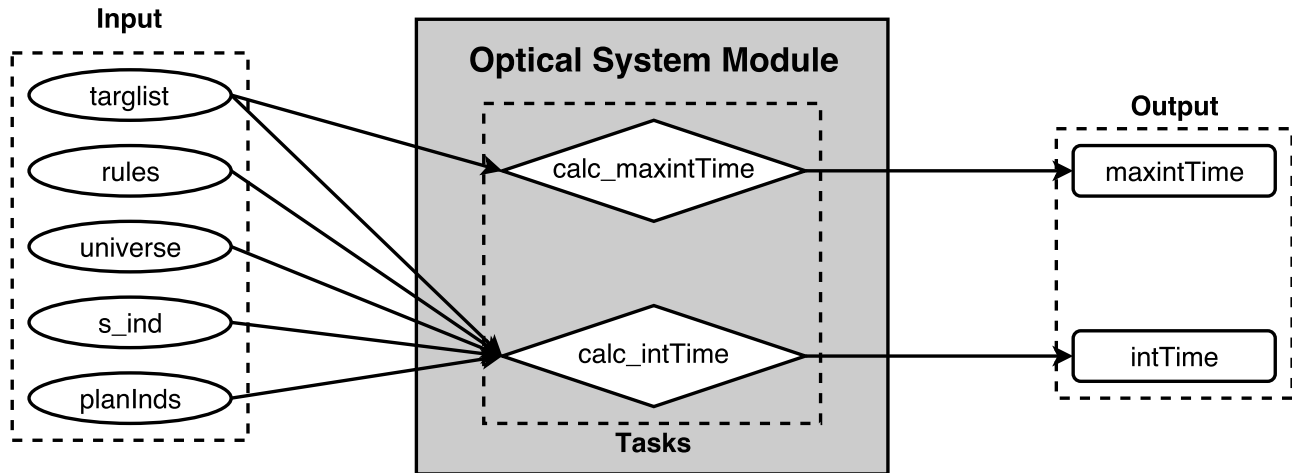 Input
targlist
rules
universe
s_ind
planInds
Optical System Module
calc_maxintTime
calc_intTime
Tasks
Output
maxintTime
intTime